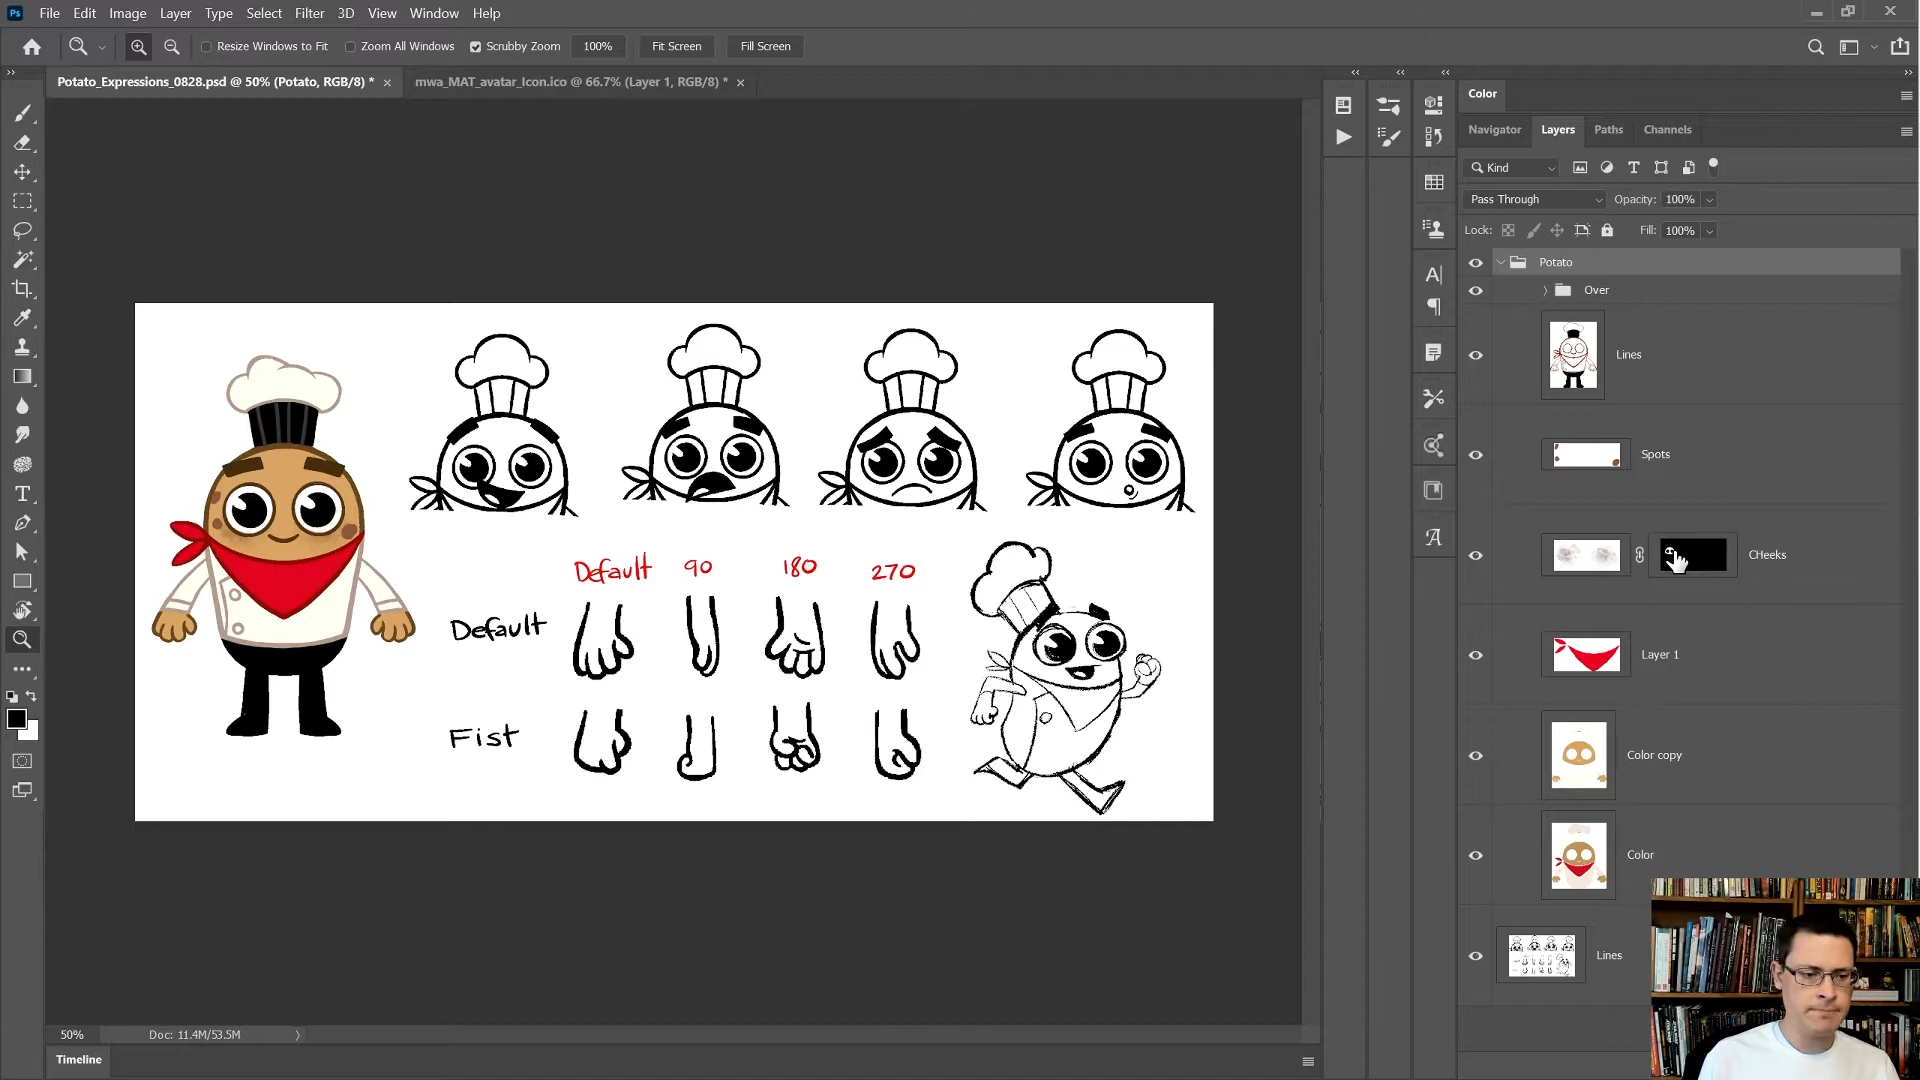 Ps File Edit Image Layer Type Select Filter 3D View Window Help
Resize Windows to Fit Zoom All Windows Scrubby Zoom 100% Fit Screen Fill Screen
Potato_Expressions_0828.psd @ 50% (Potato, RGB/8) * × mwa_MAT_avatar_Icon.ico @ 66.7% (Layer 1, RGB/8) * ×
Color
Navigator Layers Paths Channels
Kind
Pass Through Opacity: 100%
Lock: Fill: 100%
Potato
Over
Lines
Spots
CHeeks
Layer 1
Color copy
Color
Lines
Default 90 180 270
Default
Fist
50% Doc: 11.4M/53.5M
Timeline